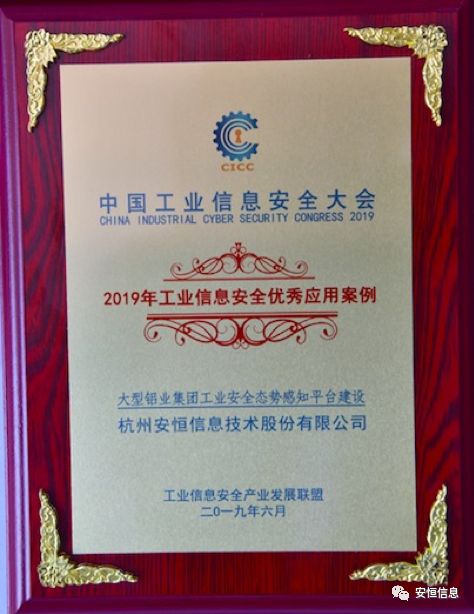 CICC
中国工业信息安全大会
CHINA INDUSTRIAL CYBER SECURITY CONGRESS 2019
2019年工业信息安全优秀应用案例
大型铝业集团工业安全态势感知平台建设
杭州安恒信息技术股份有限公司
工业信息安全产业发展联盟
二0一九年六月
安恒信息